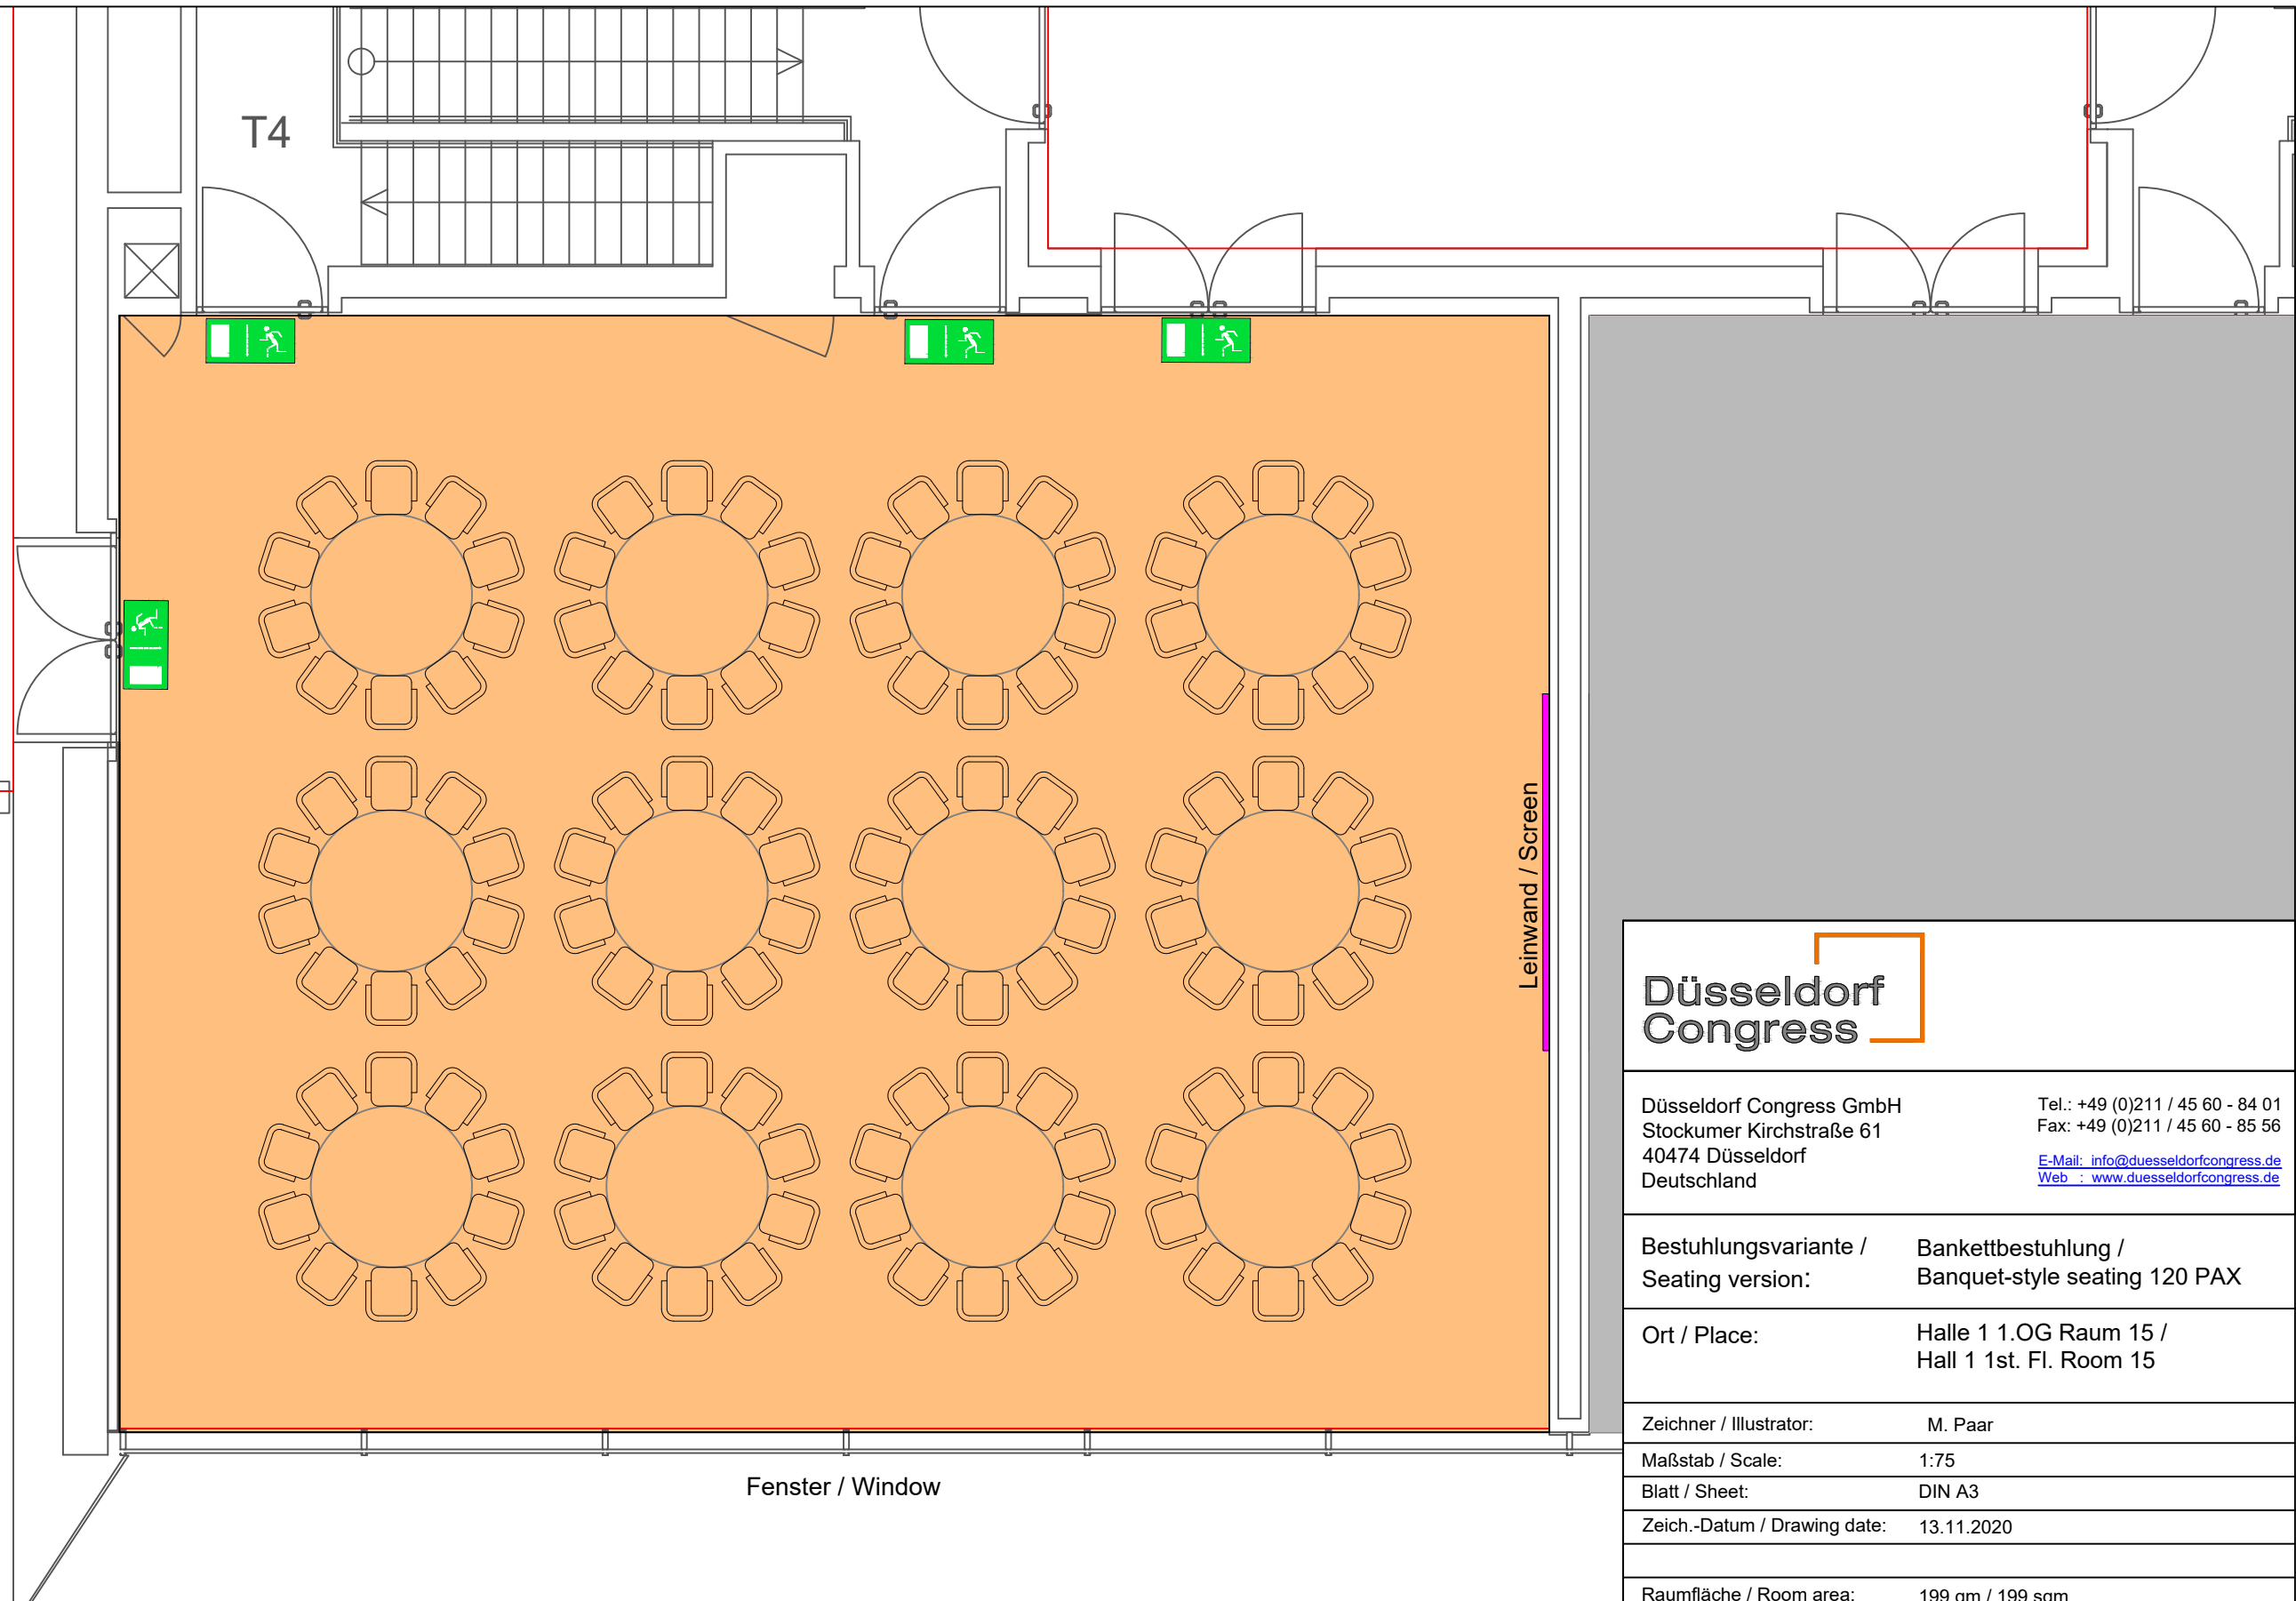 T4
Leinwand / Screen
Fenster / Window
Düsseldorf
Congress
Düsseldorf Congress GmbH
Stockumer Kirchstraße 61
40474 Düsseldorf
Deutschland
Tel.: +49 (0)211 / 45 60 - 84 01
Fax: +49 (0)211 / 45 60 - 85 56
E-Mail: info@duesseldorfcongress.de
Web : www.duesseldorfcongress.de
Bestuhlungsvariante /
Seating version:
Bankettbestuhlung /
Banquet-style seating 120 PAX
Ort / Place:
Halle 1 1.OG Raum 15 /
Hall 1 1st. Fl. Room 15
Zeichner / Illustrator: M. Paar
Maßstab / Scale: 1:75
Blatt / Sheet: DIN A3
Zeich.-Datum / Drawing date: 13.11.2020
Raumfläche / Room area: 199 qm / 199 sqm